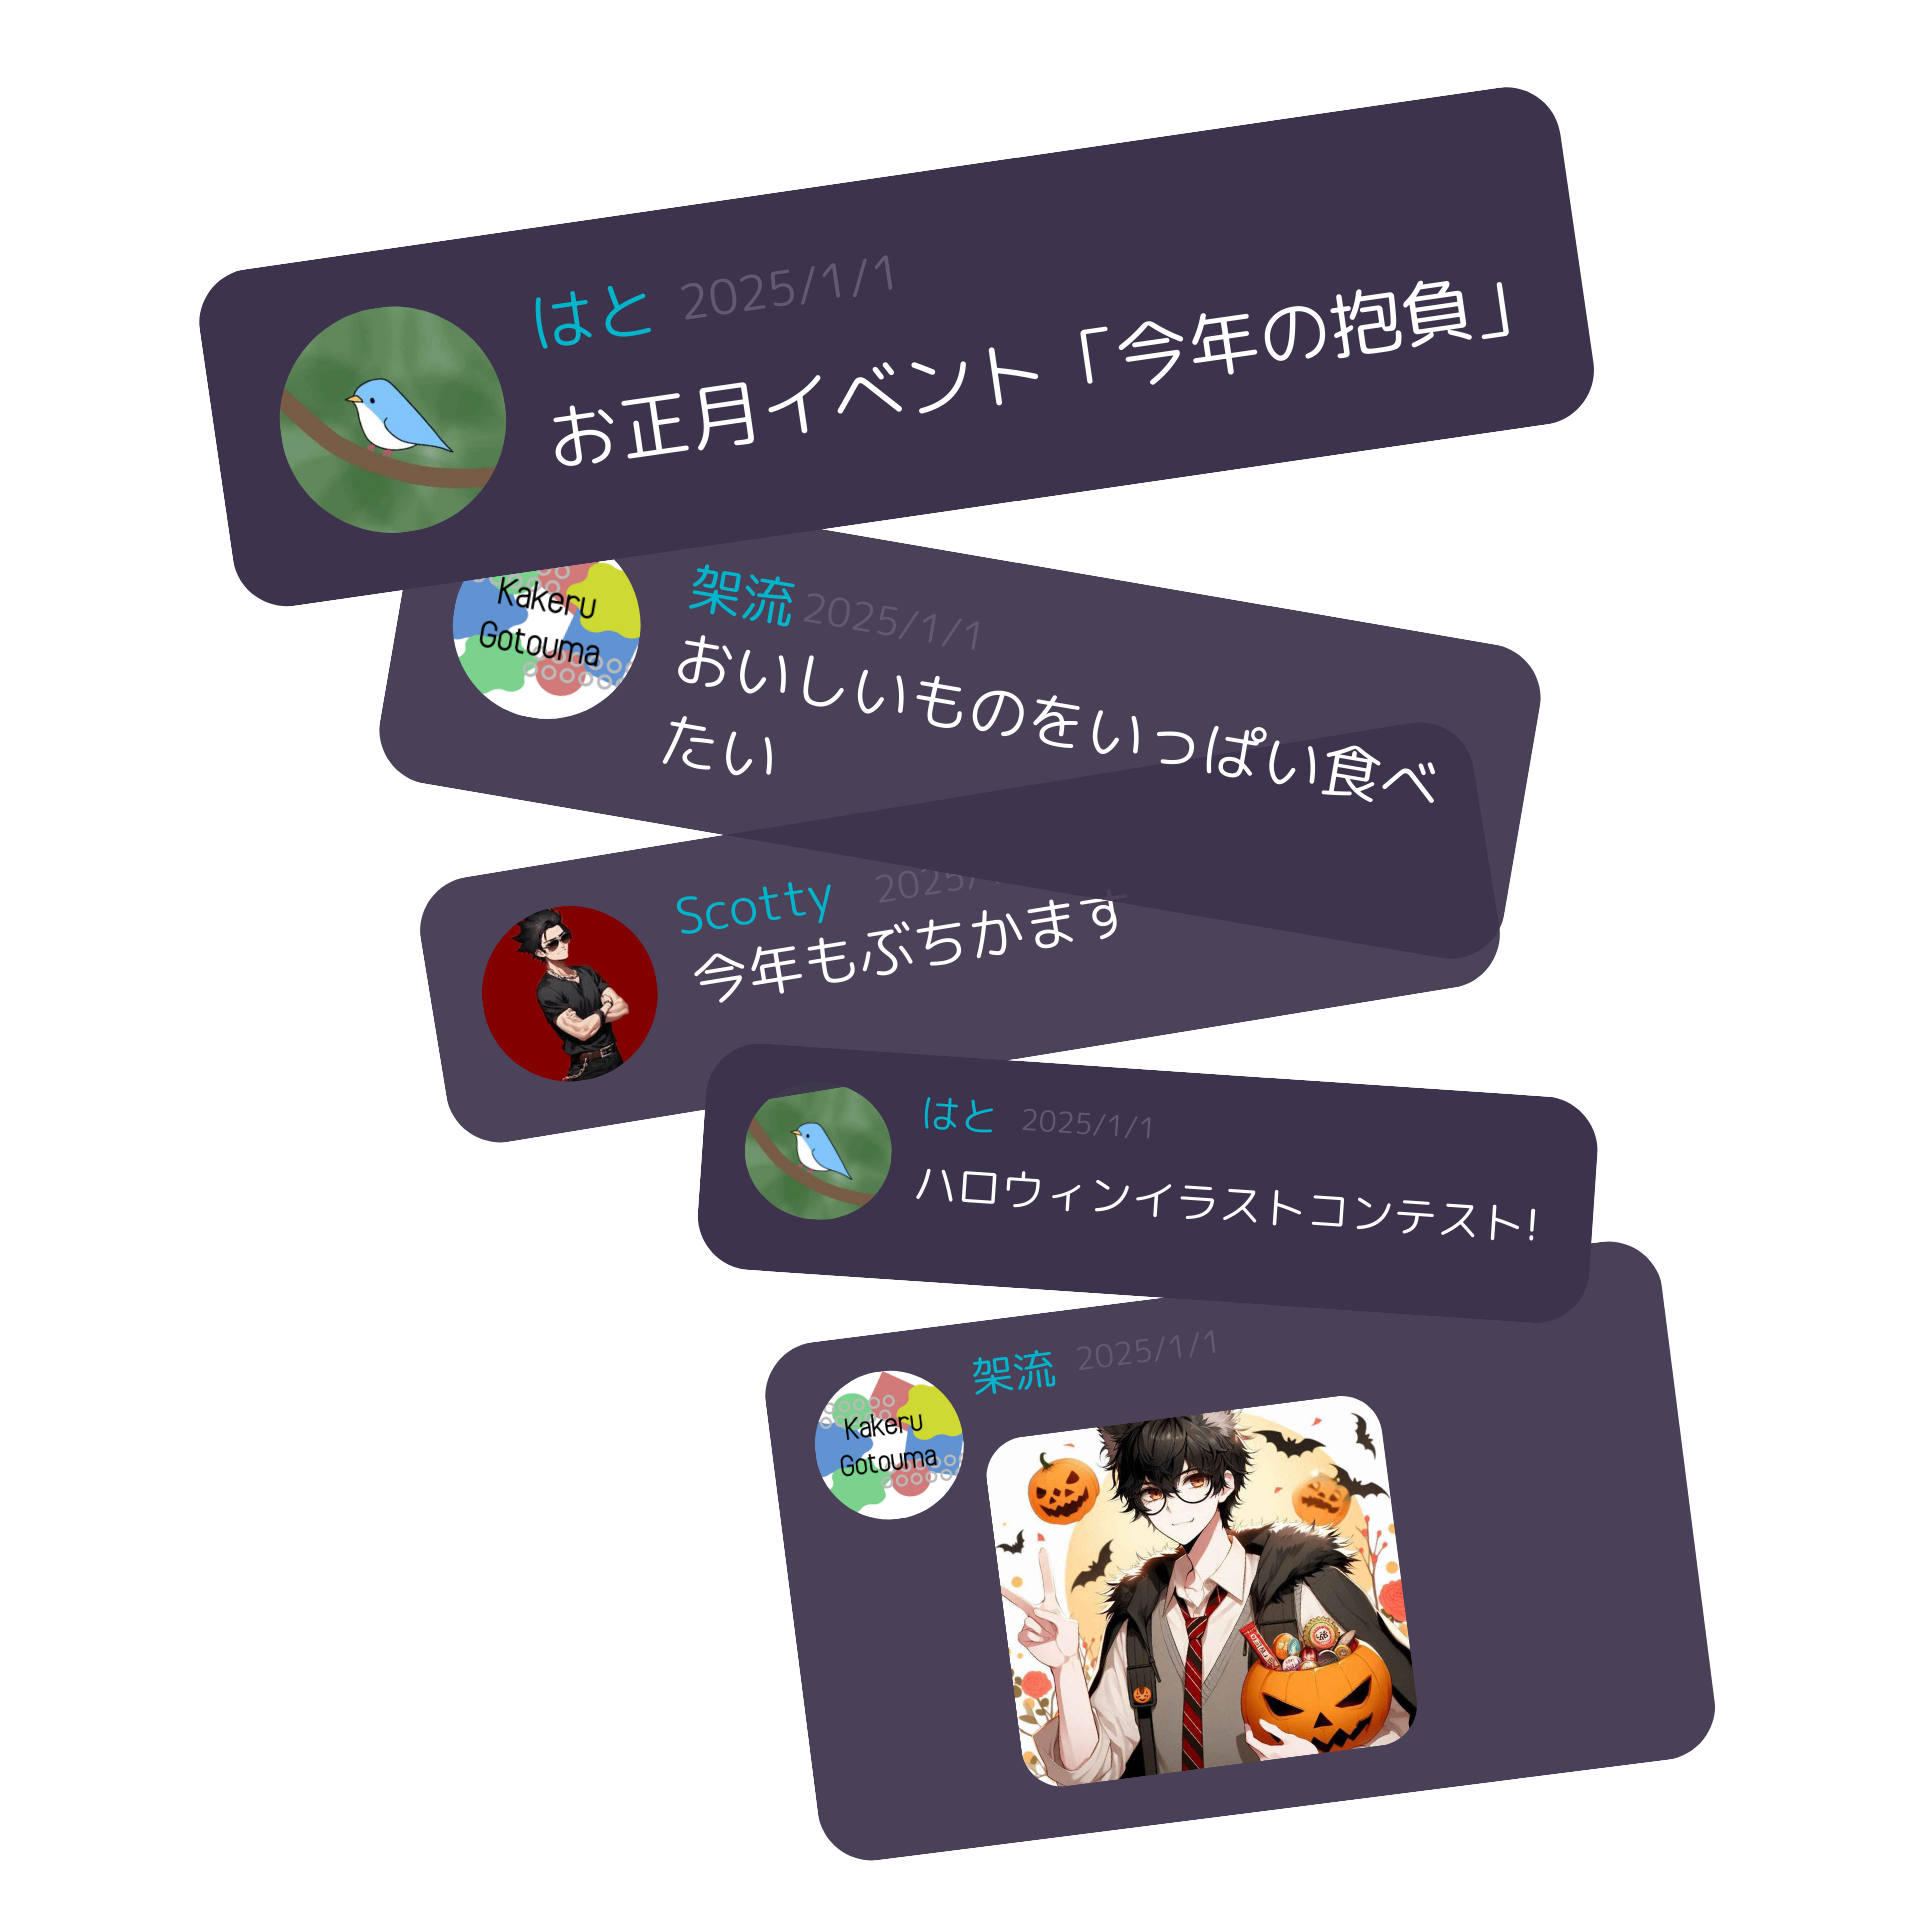 はと 2025/1/1
お正月イベント「今年の抱負」
Kakeru
Gotouma
架流 2025/1/1
おいしいものをいっぱい食べ
たい
Scotty 2025/
今年もぶちかます
はと 2025/1/1
ハロウィンイラストコンテスト!
架流 2025/1/1
Kakeru
Gotouma